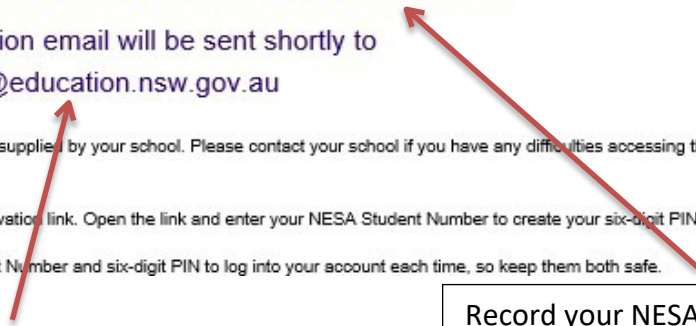 ion email will be sent shortly to
@education.nsw.gov.au
supplied by your school. Please contact your school if you have any difficulties accessing t
vation link. Open the link and enter your NESA Student Number to create your six-digit PIN
t Number and six-digit PIN to log into your account each time, so keep them both safe.
Record your NESA